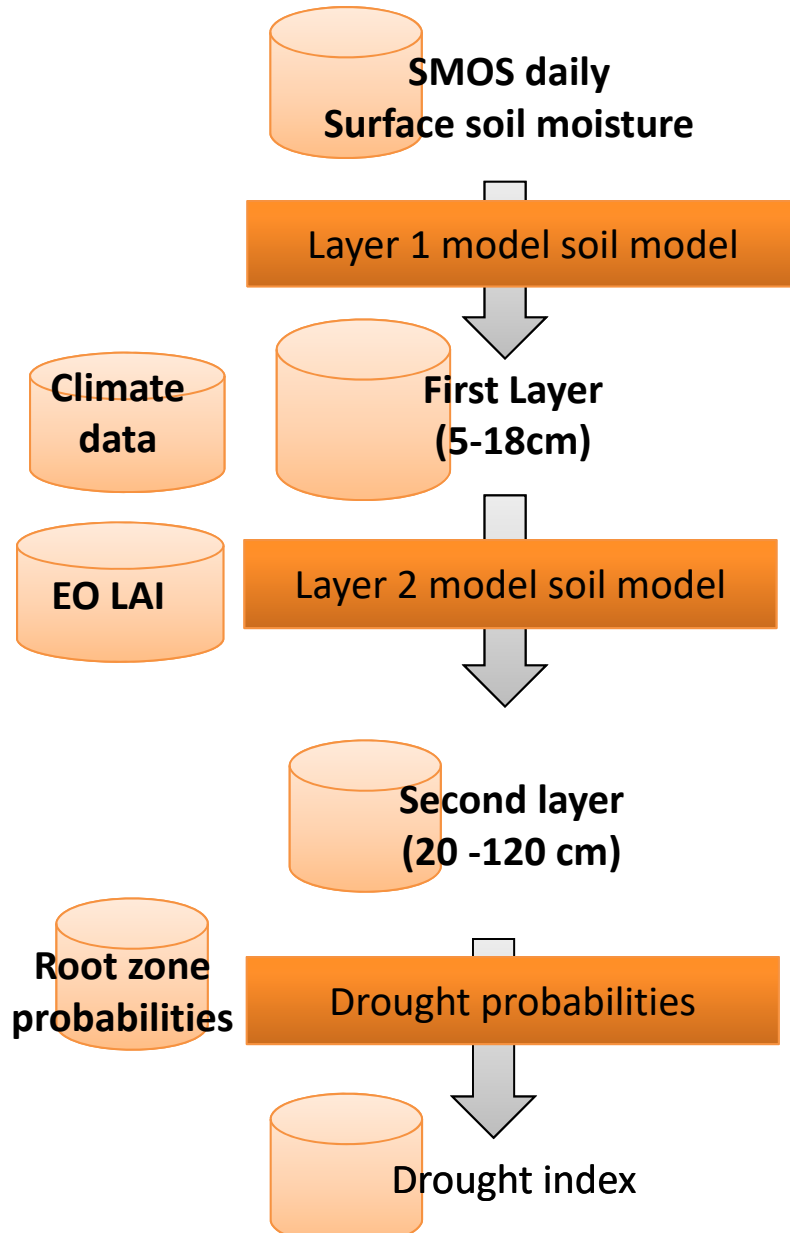 SMOS daily
Surface soil moisture
Layer 1 model soil model
Climate
data
First Layer
(5-18cm)
EO LAI
Layer 2 model soil model
Second layer
(20 -120 cm)
Root zone
probabilities
Drought probabilities
Drought index